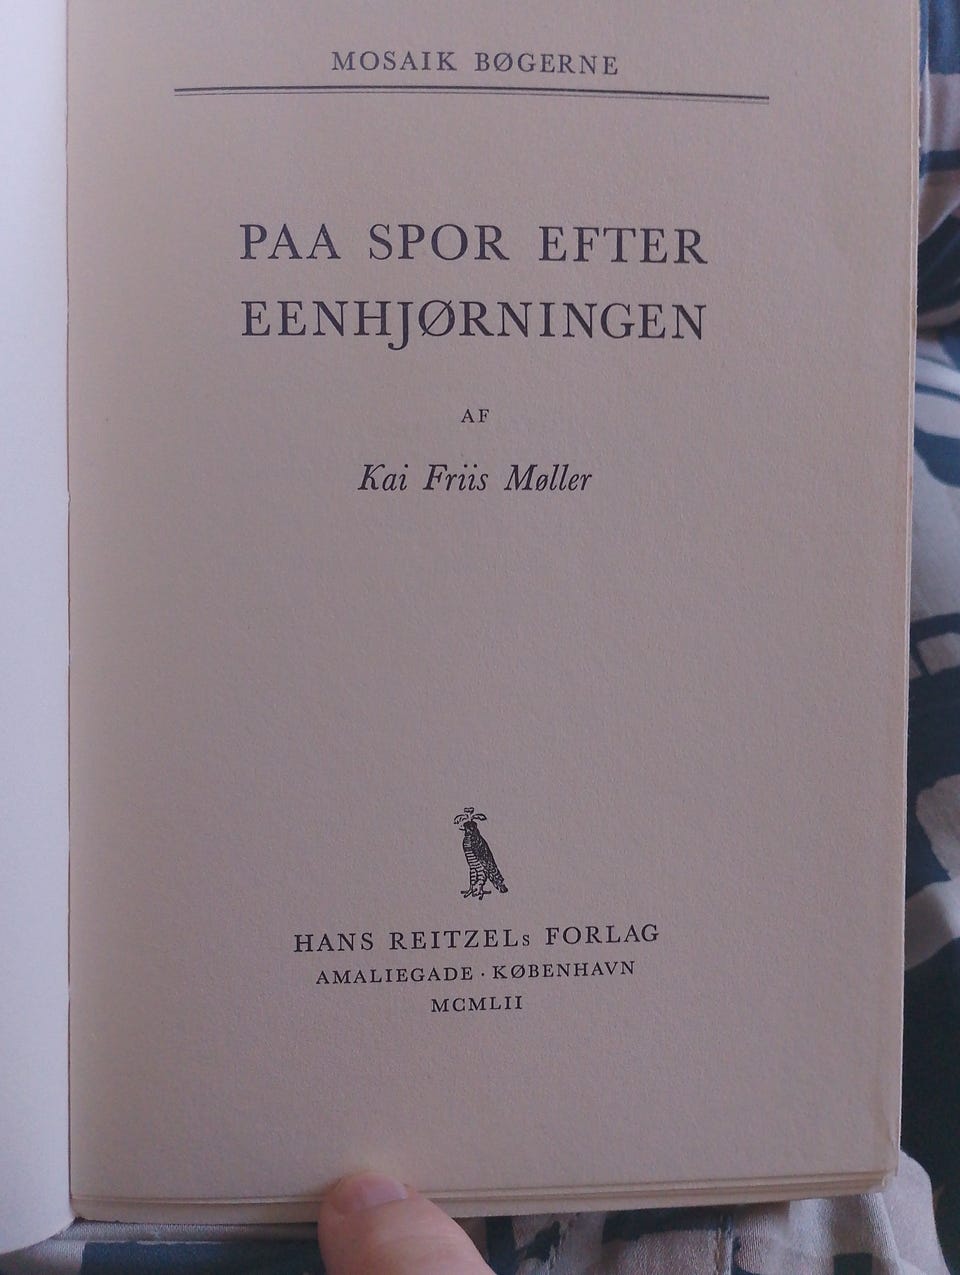 MOSAIK BØGERNE
PAA SPOR EFTER
EENHJØRNINGEN
AF
Kai Friis Møller
HANS REITZELs FORLAG
AMALIEGADE · KØBENHAVN
MCMLII